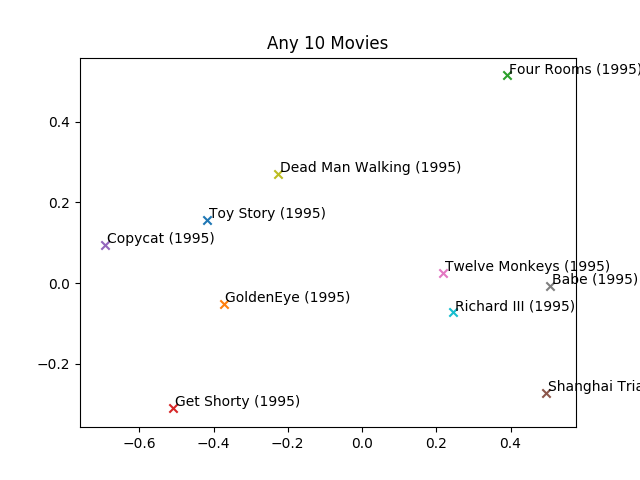 Any 10 Movies
Four Rooms (1995)
0.4
Dead Man Walking (1995)
0.2
Toy Story (1995)
Copycat (1995)
Twelve Monkeys (1995)
Babe (1995)
0.0
GoldenEye (1995)
Richard III (1995)
−0.2
Shanghai Tria
Get Shorty (1995)
−0.6 −0.4 −0.2 0.0 0.2 0.4